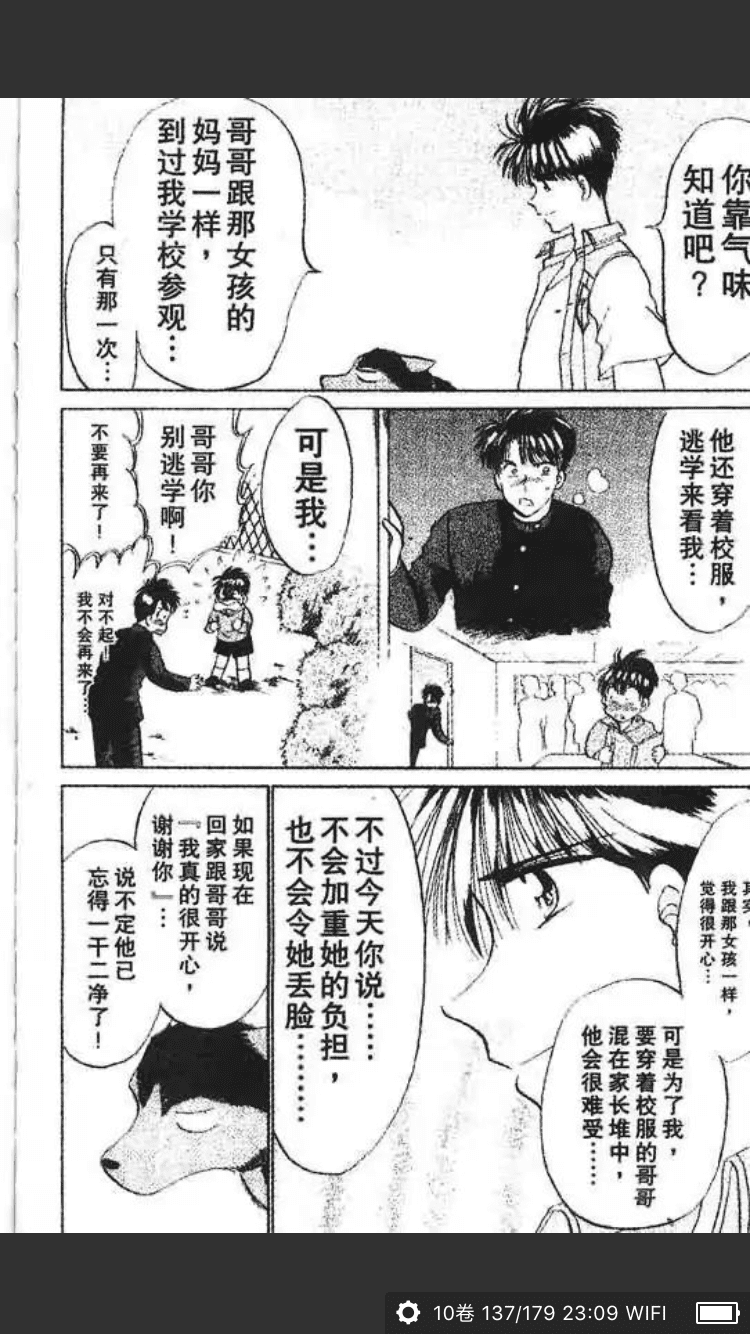 你靠气味
知道吧？
哥哥跟那女孩的
妈妈一样，
到过我学校参观…
只有那一次…
他还穿着校服，
逃学来看我…
可是我…
哥哥你
别逃学啊！
不要再来了！
对不起！
我不会再来了…
其实，
我跟那女孩一样，
觉得很开心…
可是为了我，
要穿着校服的哥哥
混在家长堆中，
他会很难受……
不过今天你说……
不会加重她的负担，
也不会令她丢脸…………
如果现在
回家跟哥哥说
『我真的很开心，
谢谢你』…
说不定他已
忘得一干二净了！
10卷 137/179 23:09 WIFI